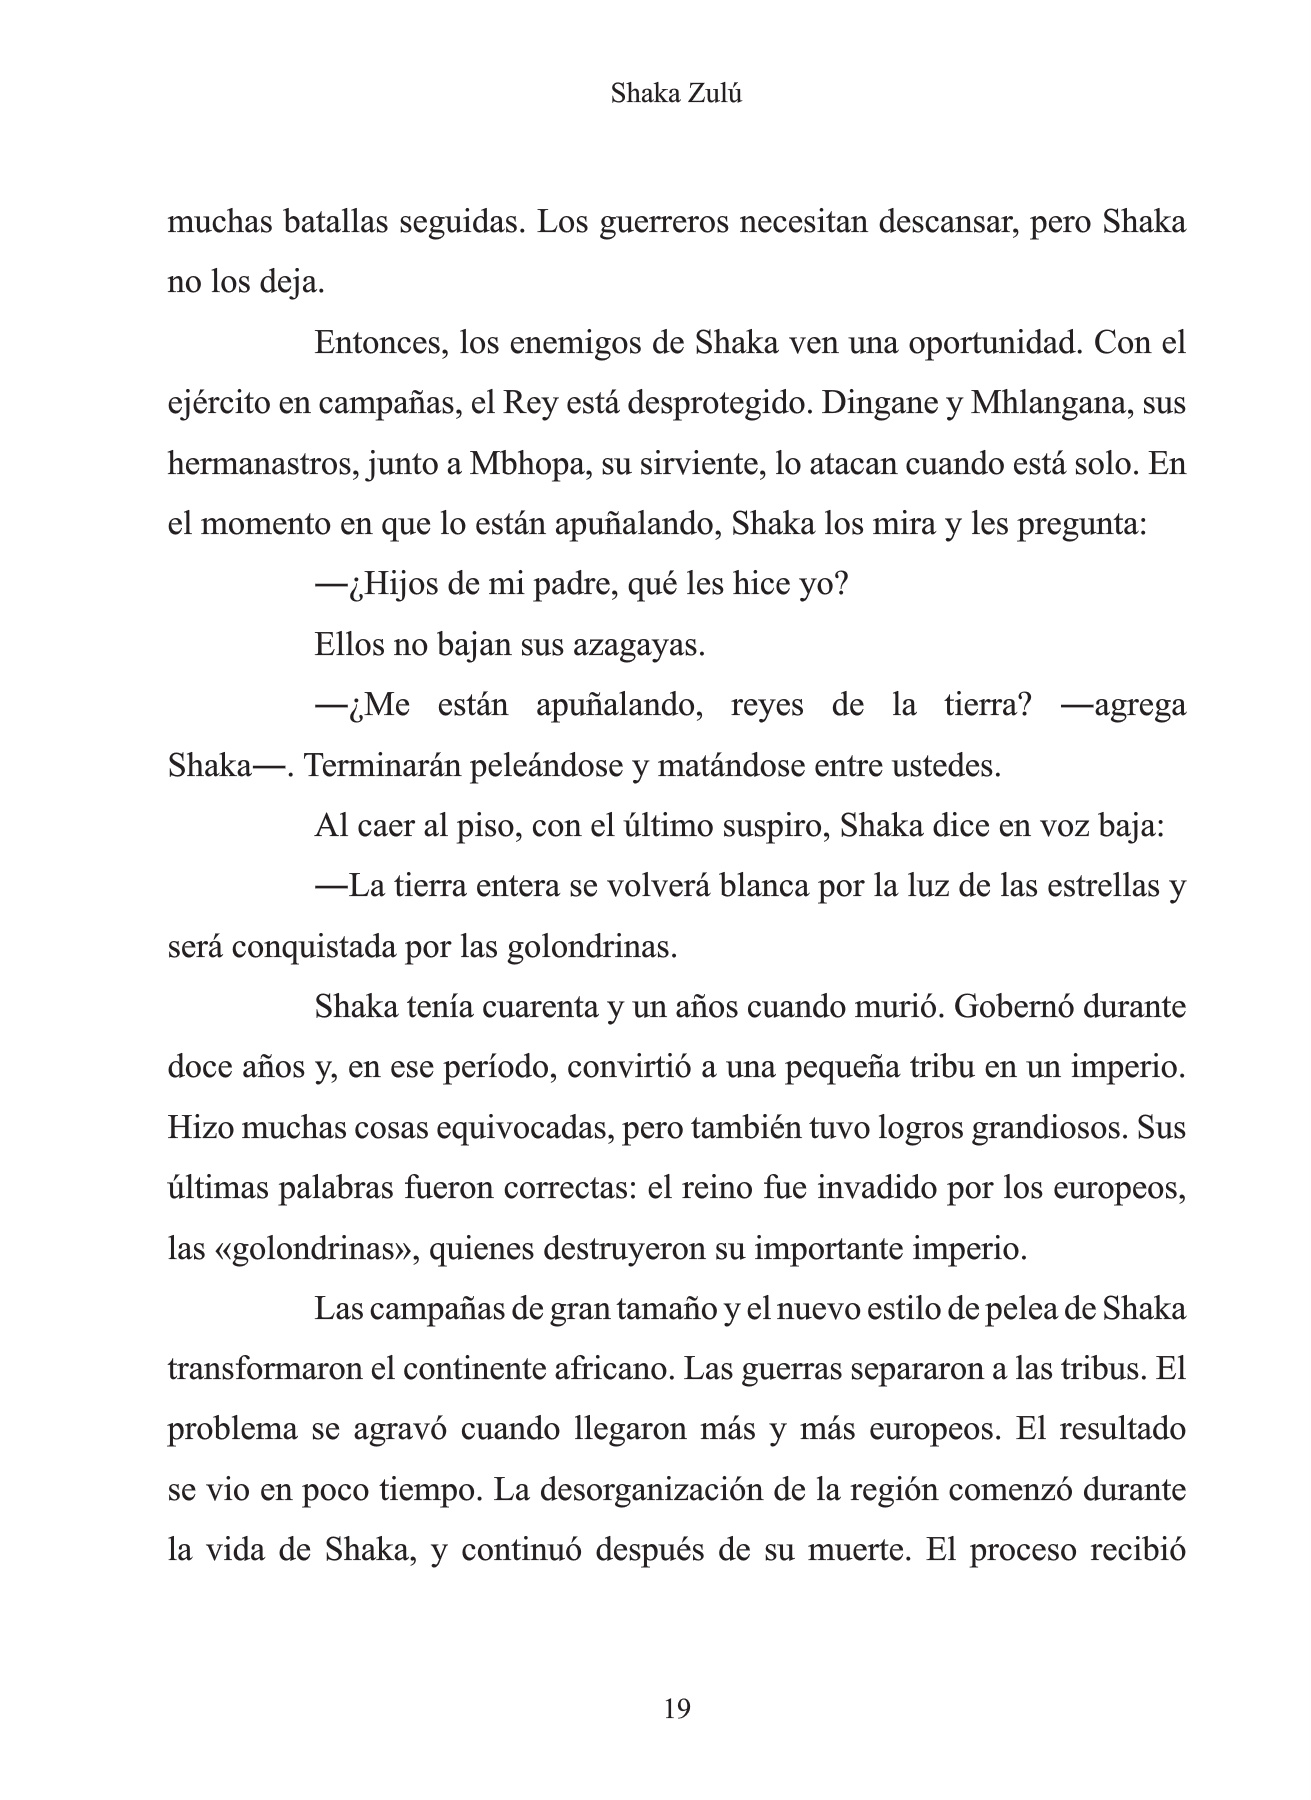 Shaka Zulú
muchas batallas seguidas. Los guerreros necesitan descansar, pero Shaka
no los deja.
Entonces, los enemigos de Shaka ven una oportunidad. Con el
ejército en campañas, el Rey está desprotegido. Dingane y Mhlangana, sus
hermanastros, junto a Mbhopa, su sirviente, lo atacan cuando está solo. En
el momento en que lo están apuñalando, Shaka los mira y les pregunta:
—¿Hijos de mi padre, qué les hice yo?
Ellos no bajan sus azagayas.
—¿Me están apuñalando, reyes de la tierra? —agrega
Shaka—. Terminarán peleándose y matándose entre ustedes.
Al caer al piso, con el último suspiro, Shaka dice en voz baja:
—La tierra entera se volverá blanca por la luz de las estrellas y
será conquistada por las golondrinas.
Shaka tenía cuarenta y un años cuando murió. Gobernó durante
doce años y, en ese período, convirtió a una pequeña tribu en un imperio.
Hizo muchas cosas equivocadas, pero también tuvo logros grandiosos. Sus
últimas palabras fueron correctas: el reino fue invadido por los europeos,
las «golondrinas», quienes destruyeron su importante imperio.
Las campañas de gran tamaño y el nuevo estilo de pelea de Shaka
transformaron el continente africano. Las guerras separaron a las tribus. El
problema se agravó cuando llegaron más y más europeos. El resultado
se vio en poco tiempo. La desorganización de la región comenzó durante
la vida de Shaka, y continuó después de su muerte. El proceso recibió
19